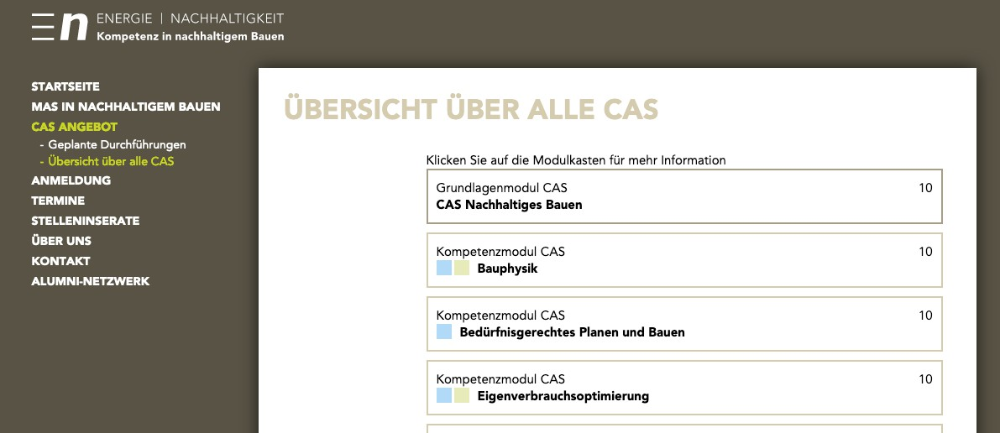 n ENERGIE | NACHHALTIGKEIT
Kompetenz in nachhaltigem Bauen
STARTSEITE
MAS IN NACHHALTIGEM BAUEN
CAS ANGEBOT
- Geplante Durchführungen
- Übersicht über alle CAS
ANMELDUNG
TERMINE
STELLENINSERATE
ÜBER UNS
KONTAKT
ALUMNI-NETZWERK
ÜBERSICHT ÜBER ALLE CAS
Klicken Sie auf die Modulkasten für mehr Information
Grundlagenmodul CAS 10
CAS Nachhaltiges Bauen
Kompetenzmodul CAS 10
Bauphysik
Kompetenzmodul CAS 10
Bedürfnisgerechtes Planen und Bauen
Kompetenzmodul CAS 10
Eigenverbrauchsoptimierung